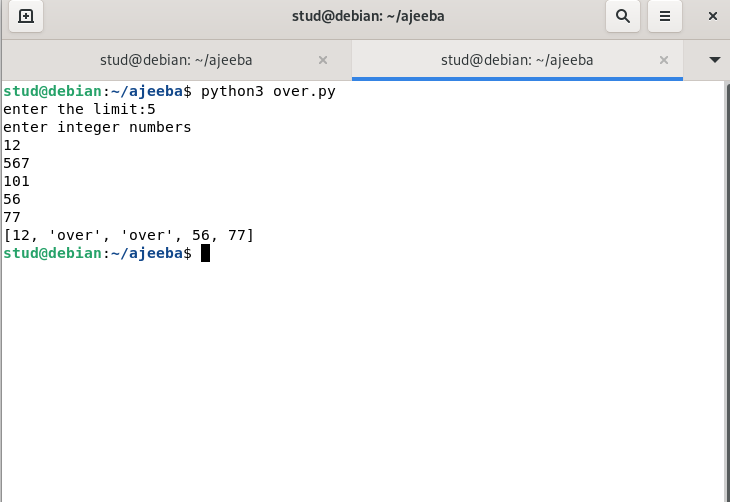 stud@debian: ~/ajeeba
stud@debian: ~/ajeeba
stud@debian: ~/ajeeba
stud@debian:~/ajeeba$ python3 over.py
enter the limit:5
enter integer numbers
12
567
101
56
77
[12, 'over', 'over', 56, 77]
stud@debian:~/ajeeba$